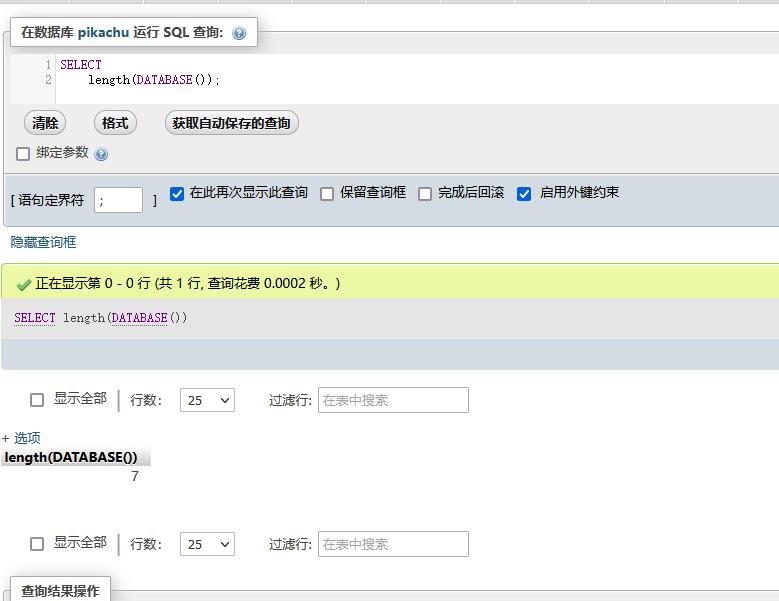 在数据库 pikachu 运行 SQL 查询:
1 SELECT
2 length(DATABASE());
清除 格式 获取自动保存的查询
绑定参数
[ 语句定界符 ; ] 在此再次显示此查询 保留查询框 完成后回滚 启用外键约束
隐藏查询框
正在显示第 0 - 0 行 (共 1 行, 查询花费 0.0002 秒。)
SELECT length(DATABASE())
显示全部 行数: 25 过滤行: 在表中搜索
+ 选项
length(DATABASE())
7
显示全部 行数: 25 过滤行: 在表中搜索
查询结果操作